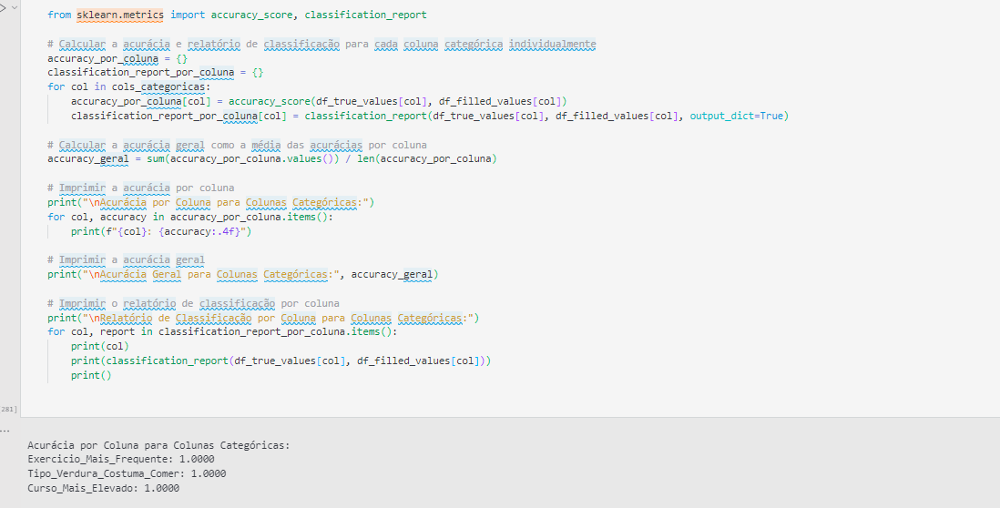 from sklearn.metrics import accuracy_score, classification_report
# Calcular a acurácia e relatório de classificação para cada coluna categórica individualmente
accuracy_por_coluna = {}
classification_report_por_coluna = {}
for col in cols_categoricas:
accuracy_por_coluna[col] = accuracy_score(df_true_values[col], df_filled_values[col])
classification_report_por_coluna[col] = classification_report(df_true_values[col], df_filled_values[col], output_dict=True)
# Calcular a acurácia geral como a média das acurácias por coluna
accuracy_geral = sum(accuracy_por_coluna.values()) / len(accuracy_por_coluna)
# Imprimir a acurácia por coluna
print("\nAcurácia por Coluna para Colunas Categóricas:")
for col, accuracy in accuracy_por_coluna.items():
print(f"{col}: {accuracy:.4f}")
# Imprimir a acurácia geral
print("\nAcurácia Geral para Colunas Categóricas:", accuracy_geral)
# Imprimir o relatório de classificação por coluna
print("\nRelatório de Classificação por Coluna para Colunas Categóricas:")
for col, report in classification_report_por_coluna.items():
print(col)
print(classification_report(df_true_values[col], df_filled_values[col]))
print()
281]
...
Acurácia por Coluna para Colunas Categóricas:
Exercicio_Mais_Frequente: 1.0000
Tipo_Verdura_Costuma_Comer: 1.0000
Curso_Mais_Elevado: 1.0000